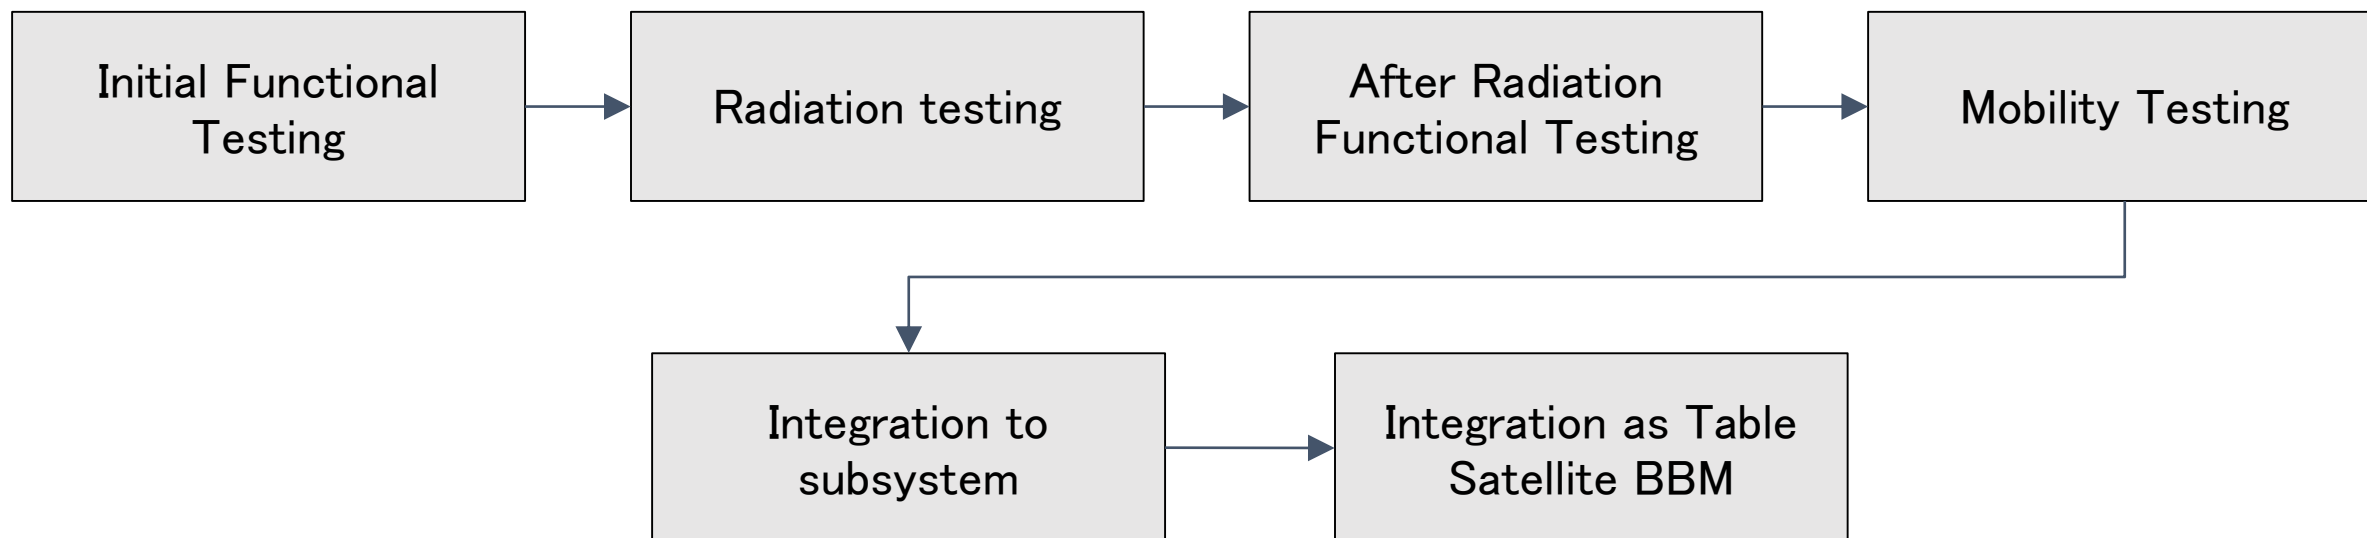 Initial Functional
Testing
Radiation testing
After Radiation
Functional Testing
Mobility Testing
Integration to
subsystem
Integration as Table
Satellite BBM